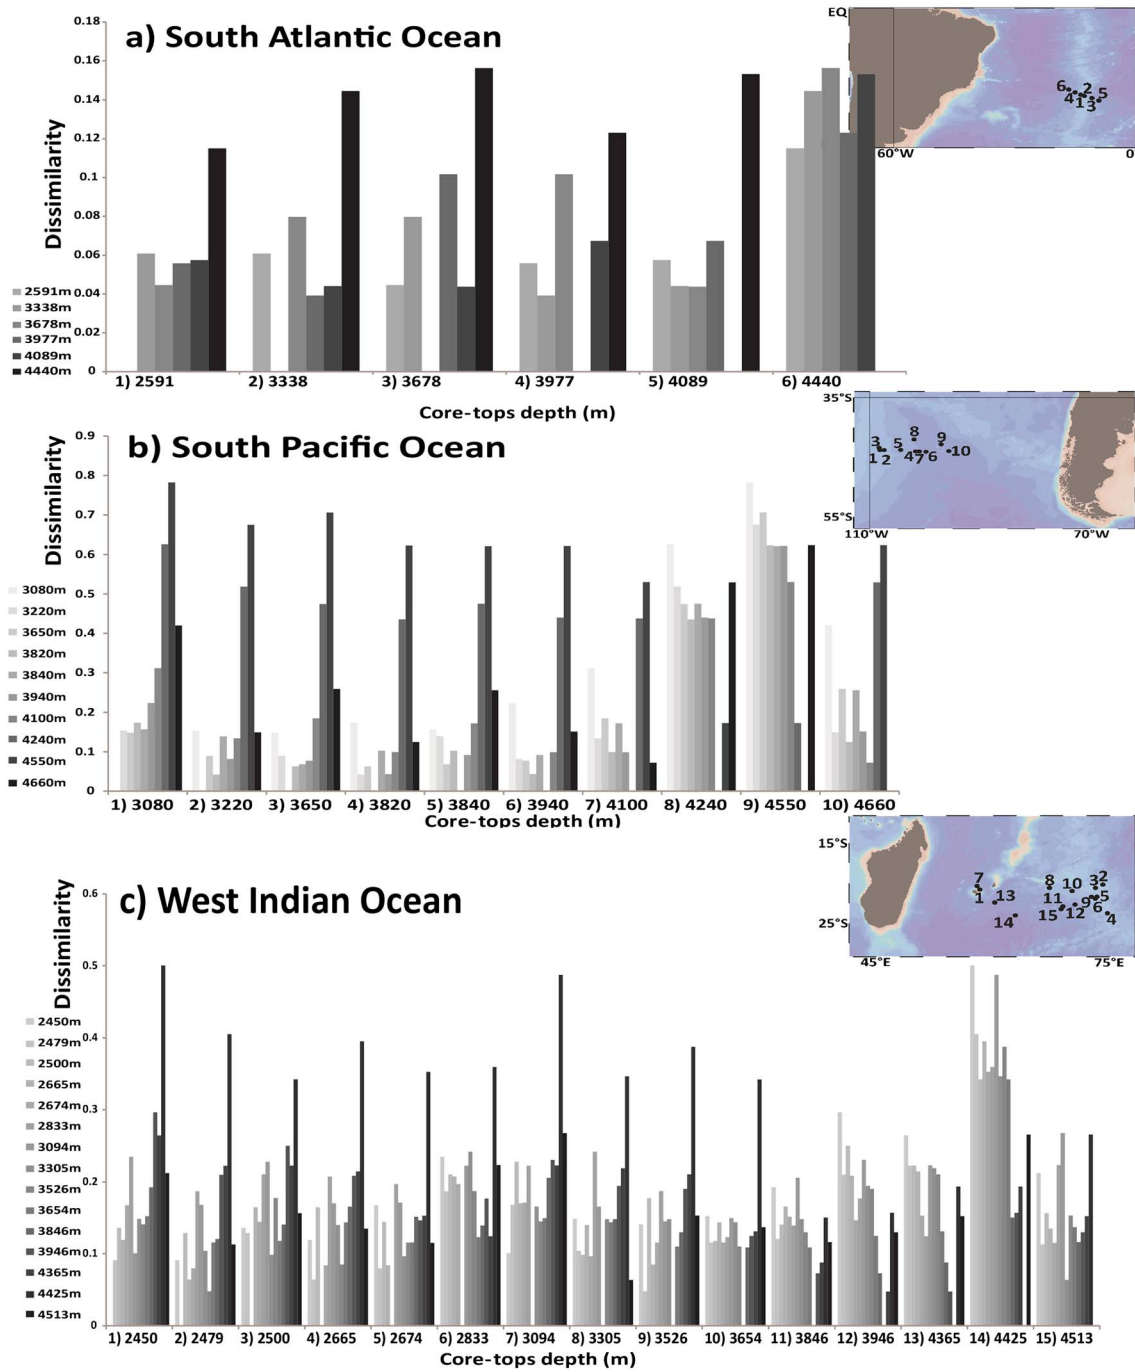 a) South Atlantic Ocean
Dissimilarity
0.18
0.16
0.14
0.12
0.1
0.08
0.06
0.04
0.02
0
2591m
3338m
3678m
3977m
4089m
4440m
1) 2591 2) 3338 3) 3678 4) 3977 5) 4089 6) 4440
Core-tops depth (m)
EQ
6 2 5
4 1 3
60°W 0
b) South Pacific Ocean
Dissimilarity
0.9
0.8
0.7
0.6
0.5
0.4
0.3
0.2
0.1
0
3080m
3220m
3650m
3820m
3840m
3940m
4100m
4240m
4550m
4660m
1) 3080 2) 3220 3) 3650 4) 3820 5) 3840 6) 3940 7) 4100 8) 4240 9) 4550 10) 4660
Core-tops depth (m)
35°S
3 5 8 9
1 2 4 7 6 10
55°S
110°W 70°W
c) West Indian Ocean
Dissimilarity
0.6
0.5
0.4
0.3
0.2
0.1
0
2450m
2479m
2500m
2665m
2674m
2833m
3094m
3305m
3526m
3654m
3846m
3946m
4365m
4425m
4513m
1) 2450 2) 2479 3) 2500 4) 2665 5) 2674 6) 2833 7) 3094 8) 3305 9) 3526 10) 3654 11) 3846 12) 3946 13) 4365 14) 4425 15) 4513
Core-tops depth (m)
15°S
7 8 10 3 2
1 13 11 9 5
14 15 12 6 4
25°S
45°E 75°E